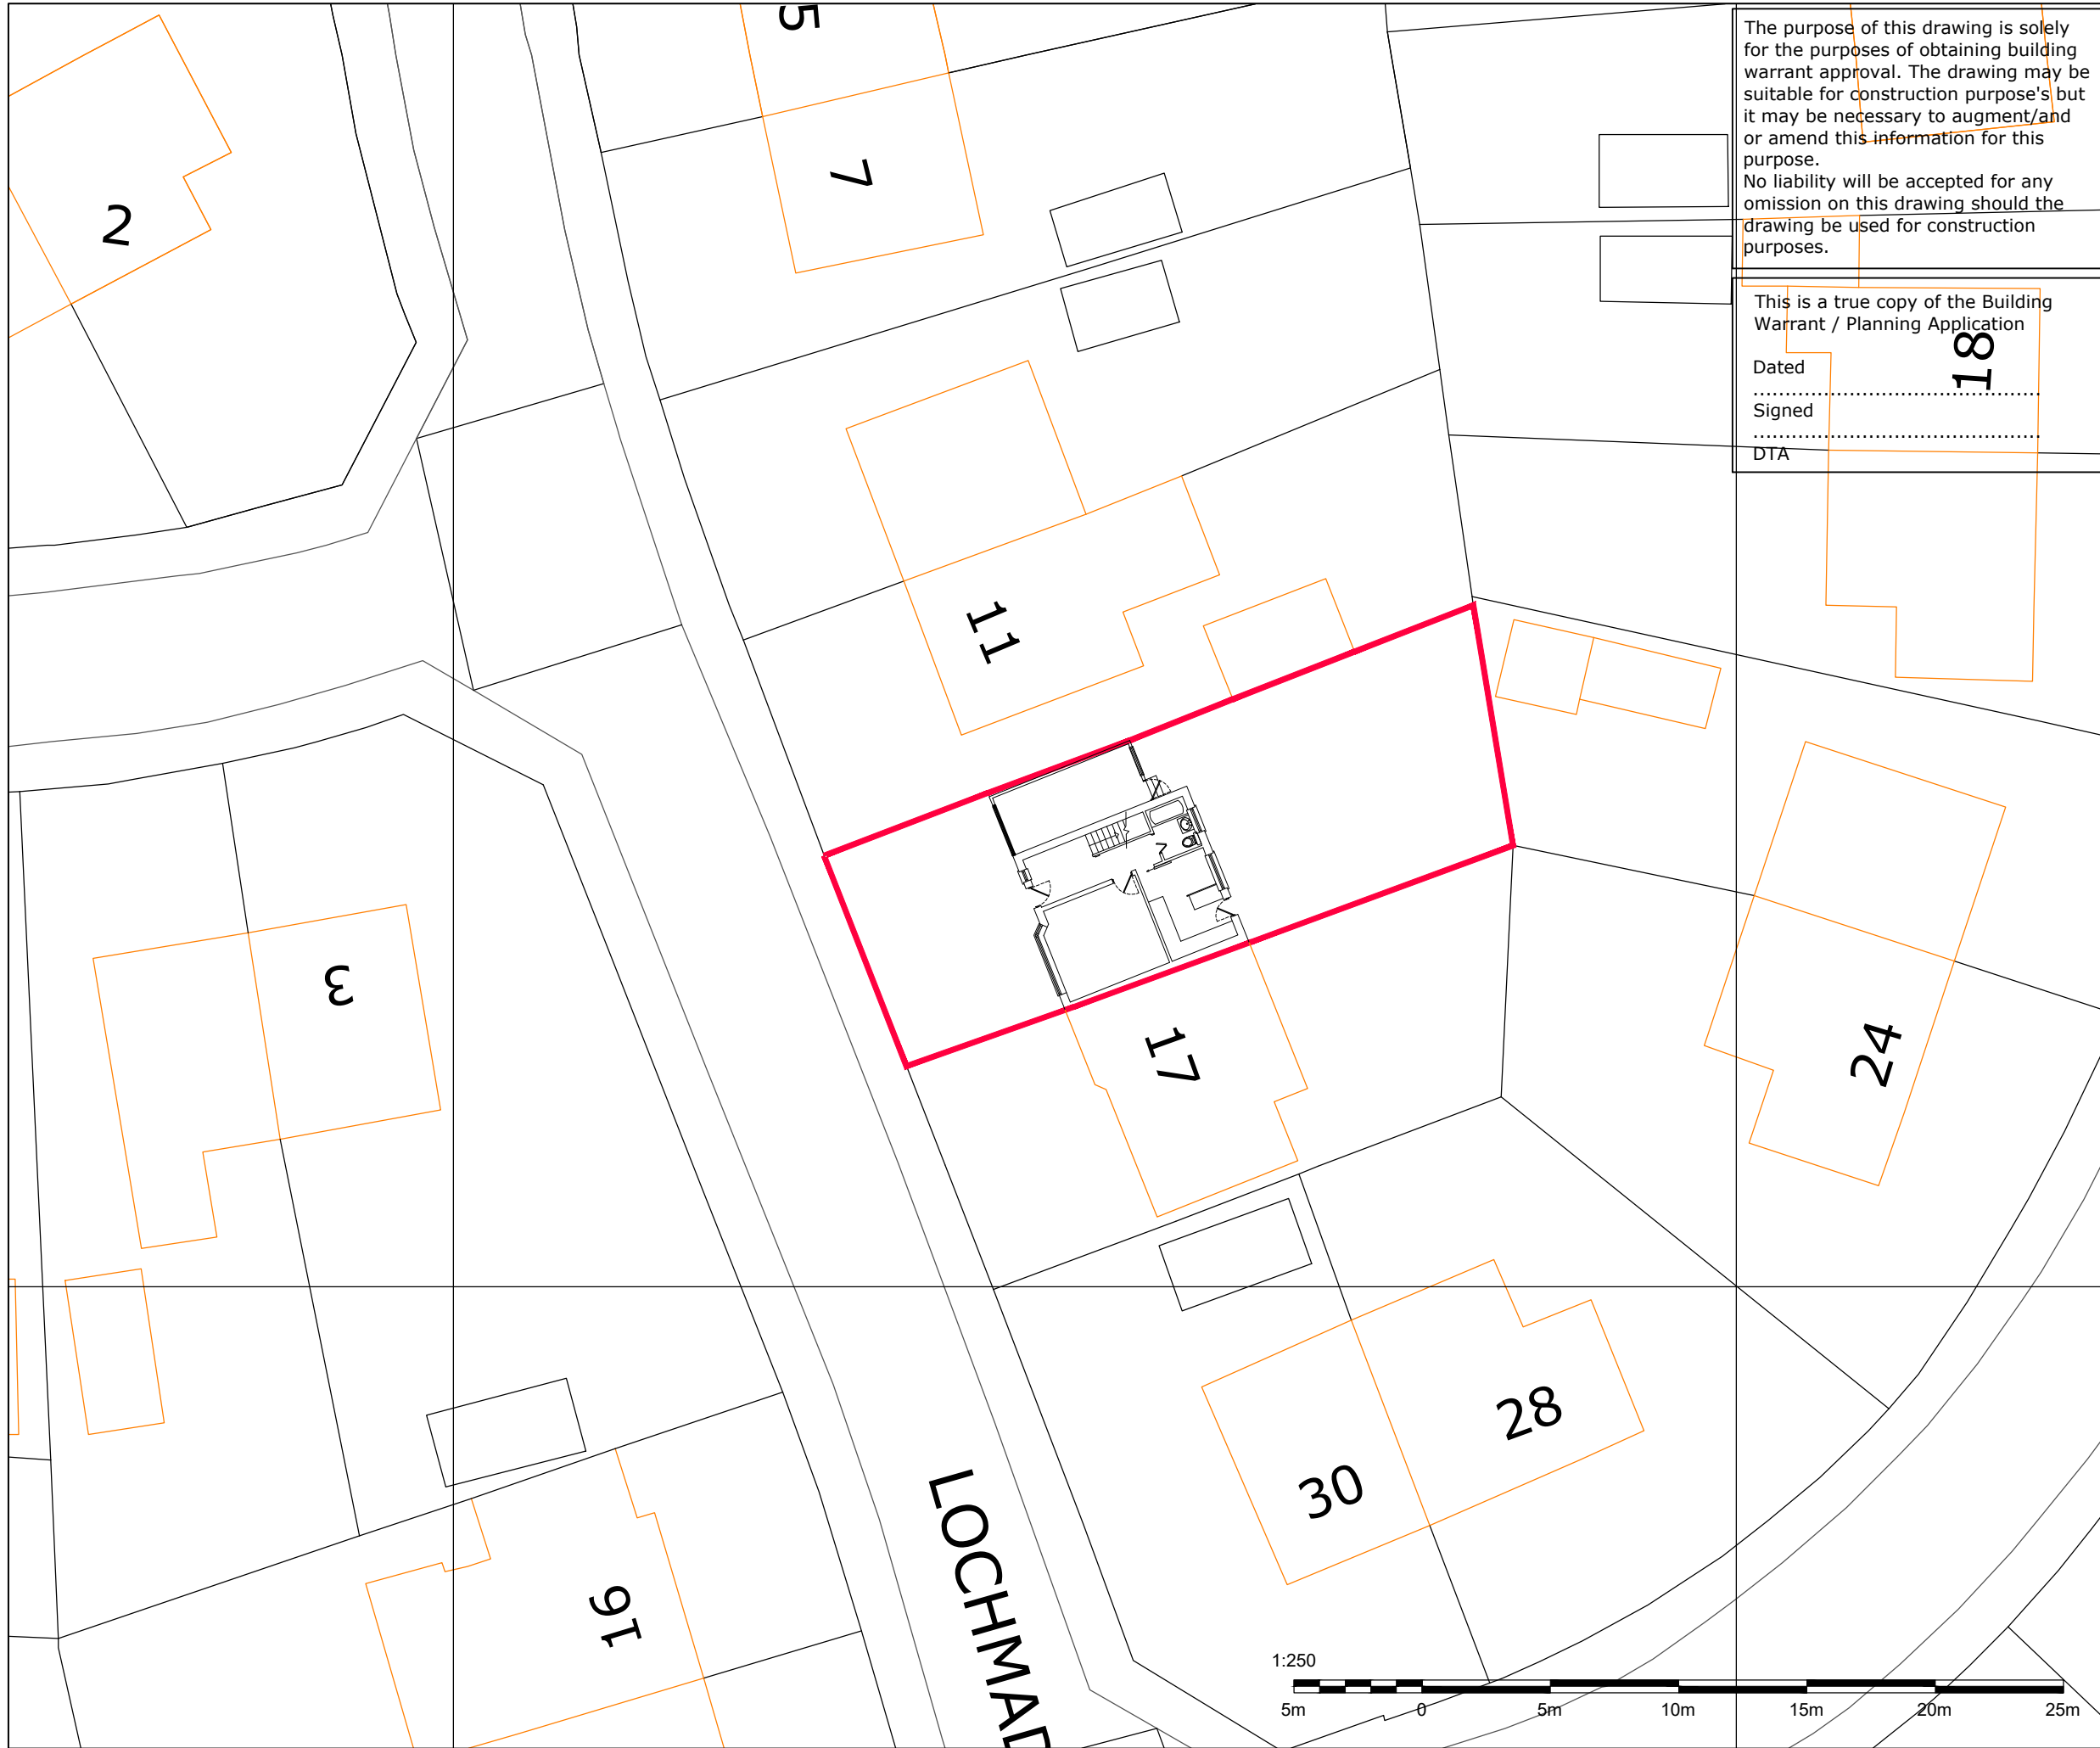 The purpose of this drawing is solely
for the purposes of obtaining building
warrant approval. The drawing may be
suitable for construction purpose's but
it may be necessary to augment/and
or amend this information for this
purpose.
No liability will be accepted for any
omission on this drawing should the
drawing be used for construction
purposes.
This is a true copy of the Building
Warrant / Planning Application
Dated
.............................................
Signed
.............................................
DTA
5
7
2
18
11
3
17
24
28
30
16
LOCHMAD
1:250
5m 0 5m 10m 15m 20m 25m